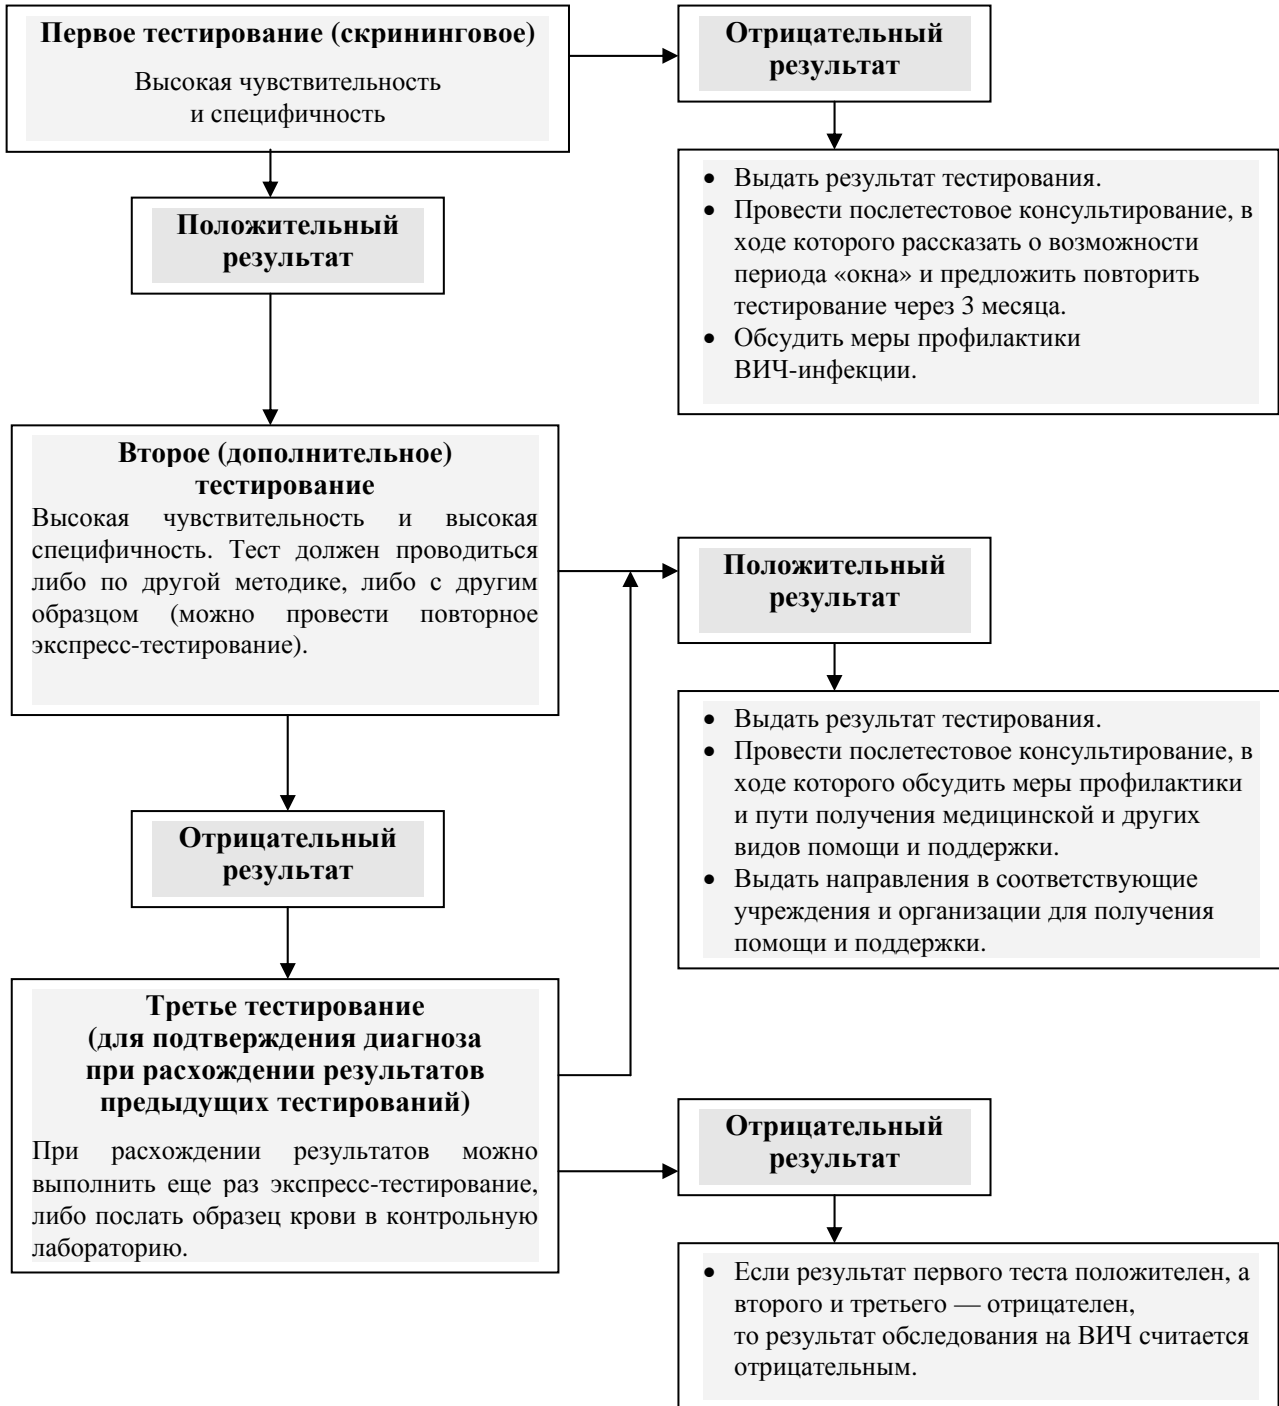 Первое тестирование (скрининговое)
Высокая чувствительность
и специфичность
Отрицательный
результат
• Выдать результат тестирования.
• Провести послетестовое консультирование, в
ходе которого рассказать о возможности
периода «окна» и предложить повторить
тестирование через 3 месяца.
• Обсудить меры профилактики
ВИЧ-инфекции.
Положительный
результат
Второе (дополнительное)
тестирование
Высокая чувствительность и высокая
специфичность. Тест должен проводиться
либо по другой методике, либо с другим
образцом (можно провести повторное
экспресс-тестирование).
Положительный
результат
• Выдать результат тестирования.
• Провести послетестовое консультирование, в
ходе которого обсудить меры профилактики
и пути получения медицинской и других
видов помощи и поддержки.
• Выдать направления в соответствующие
учреждения и организации для получения
помощи и поддержки.
Отрицательный
результат
Третье тестирование
(для подтверждения диагноза
при расхождении результатов
предыдущих тестирований)
При расхождении результатов можно
выполнить еще раз экспресс-тестирование,
либо послать образец крови в контрольную
лабораторию.
Отрицательный
результат
• Если результат первого теста положителен, а
второго и третьего — отрицателен,
то результат обследования на ВИЧ считается
отрицательным.